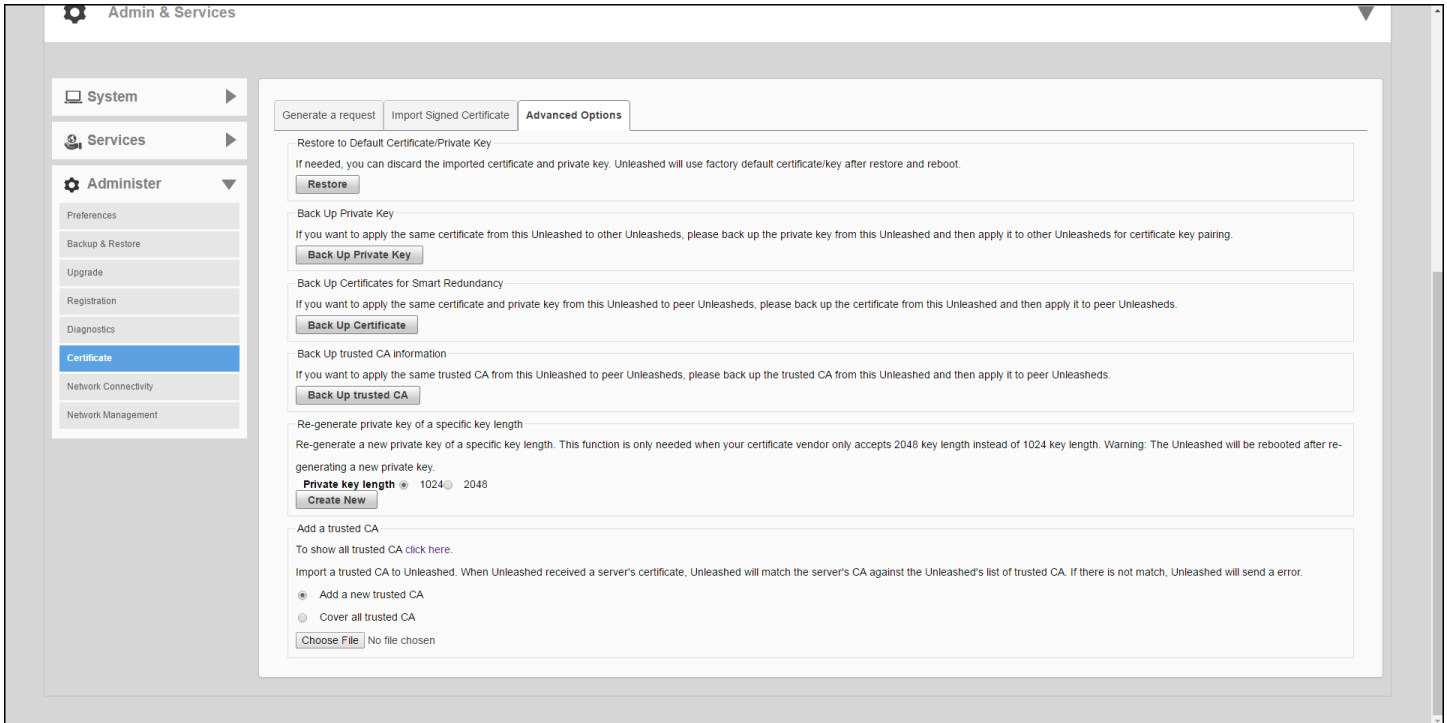 Admin & Services
System
Services
Administer
Preferences
Backup & Restore
Upgrade
Registration
Diagnostics
Certificate
Network Connectivity
Network Management
Generate a request
Import Signed Certificate
Advanced Options
Restore to Default Certificate/Private Key
If needed, you can discard the imported certificate and private key. Unleashed will use factory default certificate/key after restore and reboot.
Restore
Back Up Private Key
If you want to apply the same certificate from this Unleashed to other Unleasheds, please back up the private key from this Unleashed and then apply it to other Unleasheds for certificate key pairing.
Back Up Private Key
Back Up Certificates for Smart Redundancy
If you want to apply the same certificate and private key from this Unleashed to peer Unleasheds, please back up the certificate from this Unleashed and then apply it to peer Unleasheds.
Back Up Certificate
Back Up trusted CA information
If you want to apply the same trusted CA from this Unleashed to peer Unleasheds, please back up the trusted CA from this Unleashed and then apply it to peer Unleasheds.
Back Up trusted CA
Re-generate private key of a specific key length
Re-generate a new private key of a specific key length. This function is only needed when your certificate vendor only accepts 2048 key length instead of 1024 key length. Warning: The Unleashed will be rebooted after re-
generating a new private key.
Private key length 1024 2048
Create New
Add a trusted CA
To show all trusted CA click here.
Import a trusted CA to Unleashed. When Unleashed received a server's certificate, Unleashed will match the server's CA against the Unleashed's list of trusted CA. If there is not match, Unleashed will send a error.
Add a new trusted CA
Cover all trusted CA
Choose File No file chosen